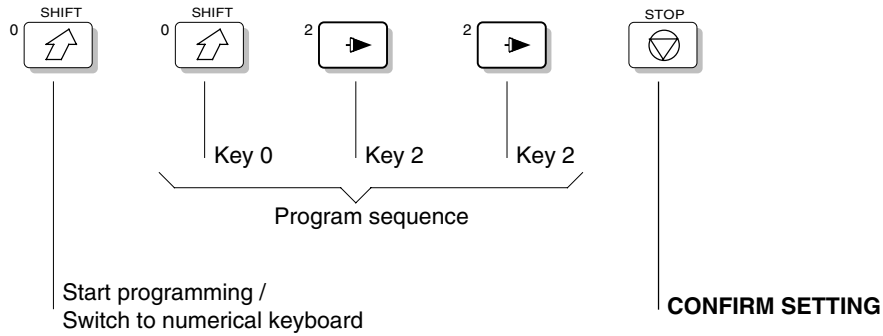 SHIFT SHIFT STOP
0 0 2 2
Key 0 Key 2 Key 2
Program sequence
Start programming /
Switch to numerical keyboard
CONFIRM SETTING